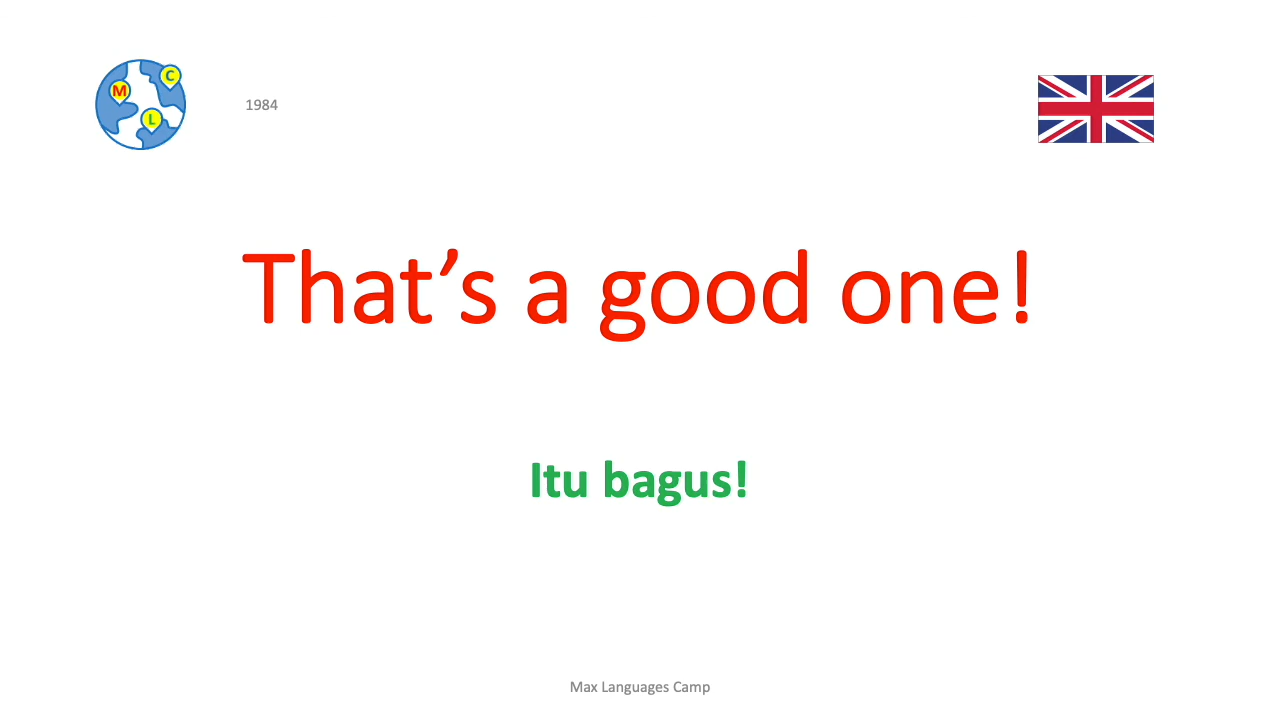 M
C
L
1984
That’s a good one!
Itu bagus!
Max Languages Camp